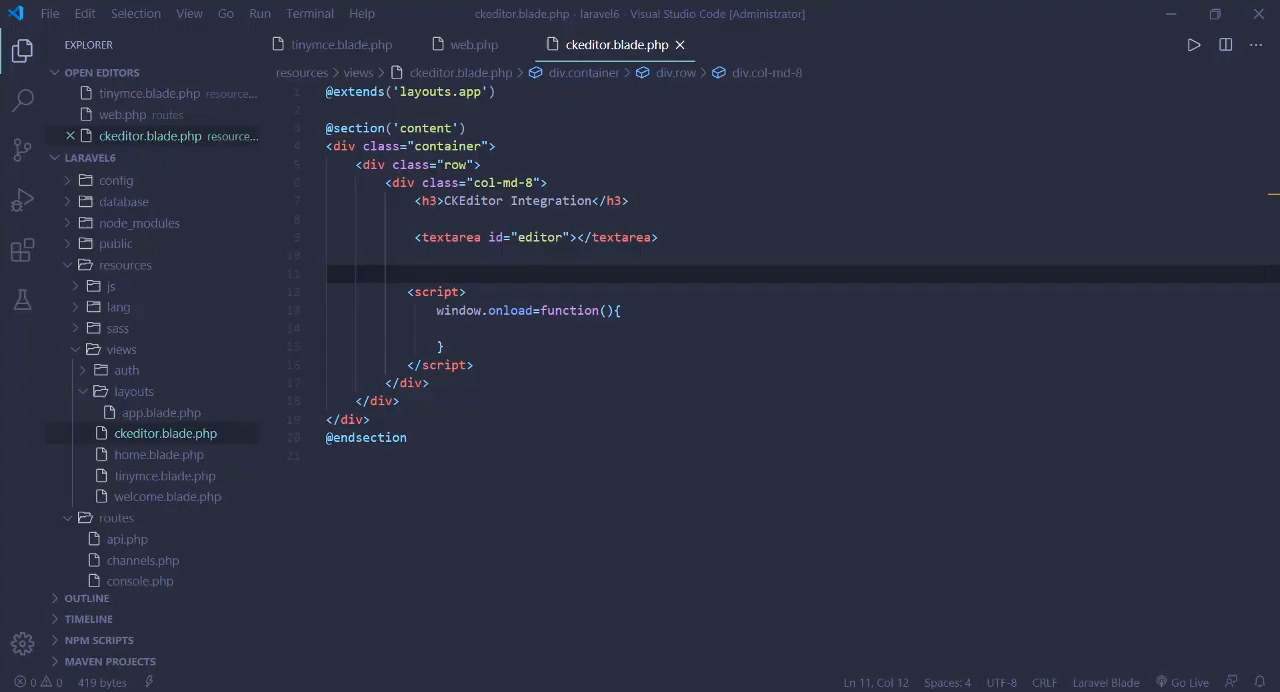 File Edit Selection View Go Run Terminal Help ckeditor.blade.php - laravel6 - Visual Studio Code [Administrator]
EXPLORER
tinymce.blade.php web.php ckeditor.blade.php
OPEN EDITORS
resources > views > ckeditor.blade.php > div.container > div.row > div.col-md-8
tinymce.blade.php resource...
web.php routes
ckeditor.blade.php resource...
LARAVEL6
config
database
node_modules
public
resources
js
lang
sass
views
auth
layouts
app.blade.php
ckeditor.blade.php
home.blade.php
tinymce.blade.php
welcome.blade.php
routes
api.php
channels.php
console.php
OUTLINE
TIMELINE
NPM SCRIPTS
MAVEN PROJECTS
1 @extends('layouts.app')
2
3 @section('content')
4 <div class="container">
5 <div class="row">
6 <div class="col-md-8">
7 <h3>CKEditor Integration</h3>
8
9 <textarea id="editor"></textarea>
10
11
12 <script>
13 window.onload=function(){
14
15 }
16 </script>
17 </div>
18 </div>
19 </div>
20 @endsection
21
0 0 419 bytes Ln 11, Col 12 Spaces: 4 UTF-8 CRLF Laravel Blade Go Live